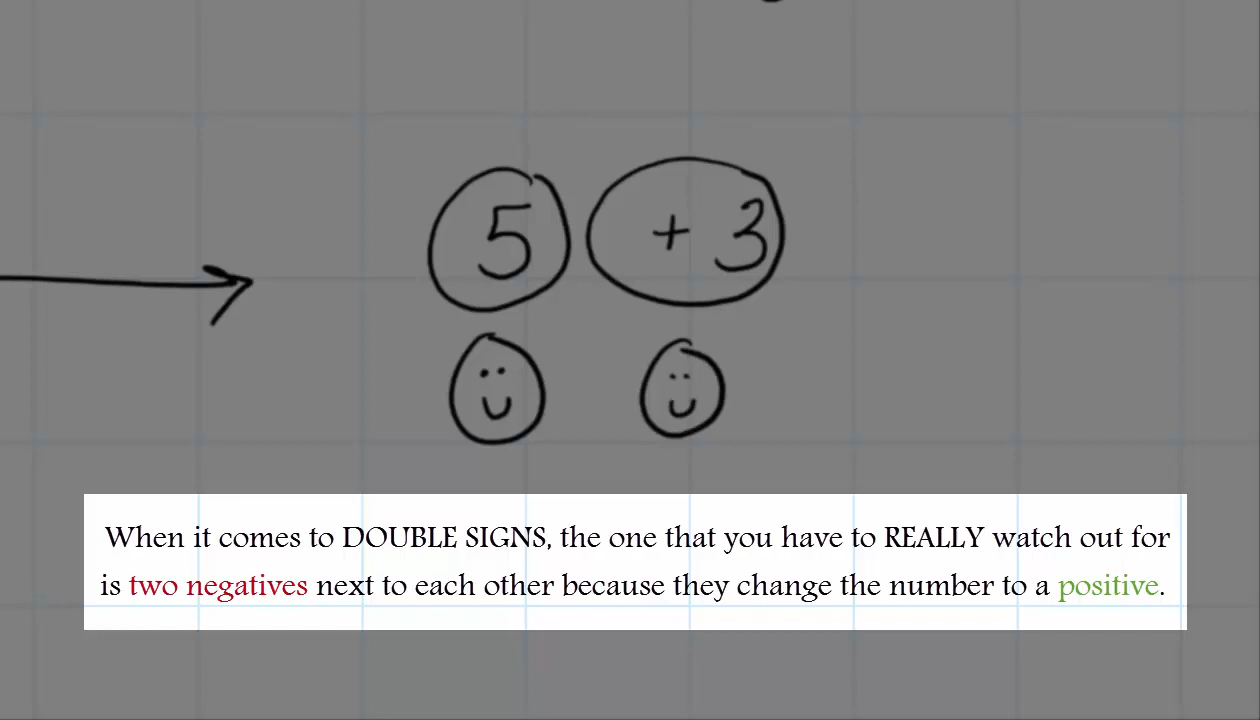 5 + 3
When it comes to DOUBLE SIGNS, the one that you have to REALLY watch out for
is two negatives next to each other because they change the number to a positive.